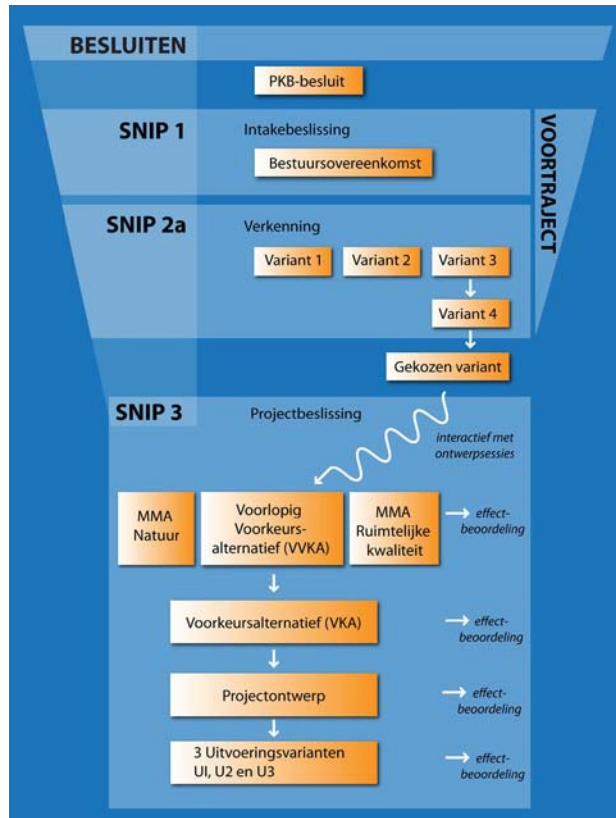 BESLUITEN
PKB-besluit
SNIP 1
Intakebeslissing
Bestuursovereenkomst
VOORTRAJECT
SNIP 2a
Verkenning
Variant 1
Variant 2
Variant 3
Variant 4
Gekozen variant
SNIP 3
Projectbeslissing
interactief met
ontwerpsessies
MMA
Natuur
Voorlopig
Voorkeurs-
alternatief (VVKA)
MMA
Ruimtelijke
kwaliteit
effect-
beoordeling
Voorkeursalternatief (VKA)
effect-
beoordeling
Projectontwerp
effect-
beoordeling
3 Uitvoeringsvarianten
UI, U2 en U3
effect-
beoordeling